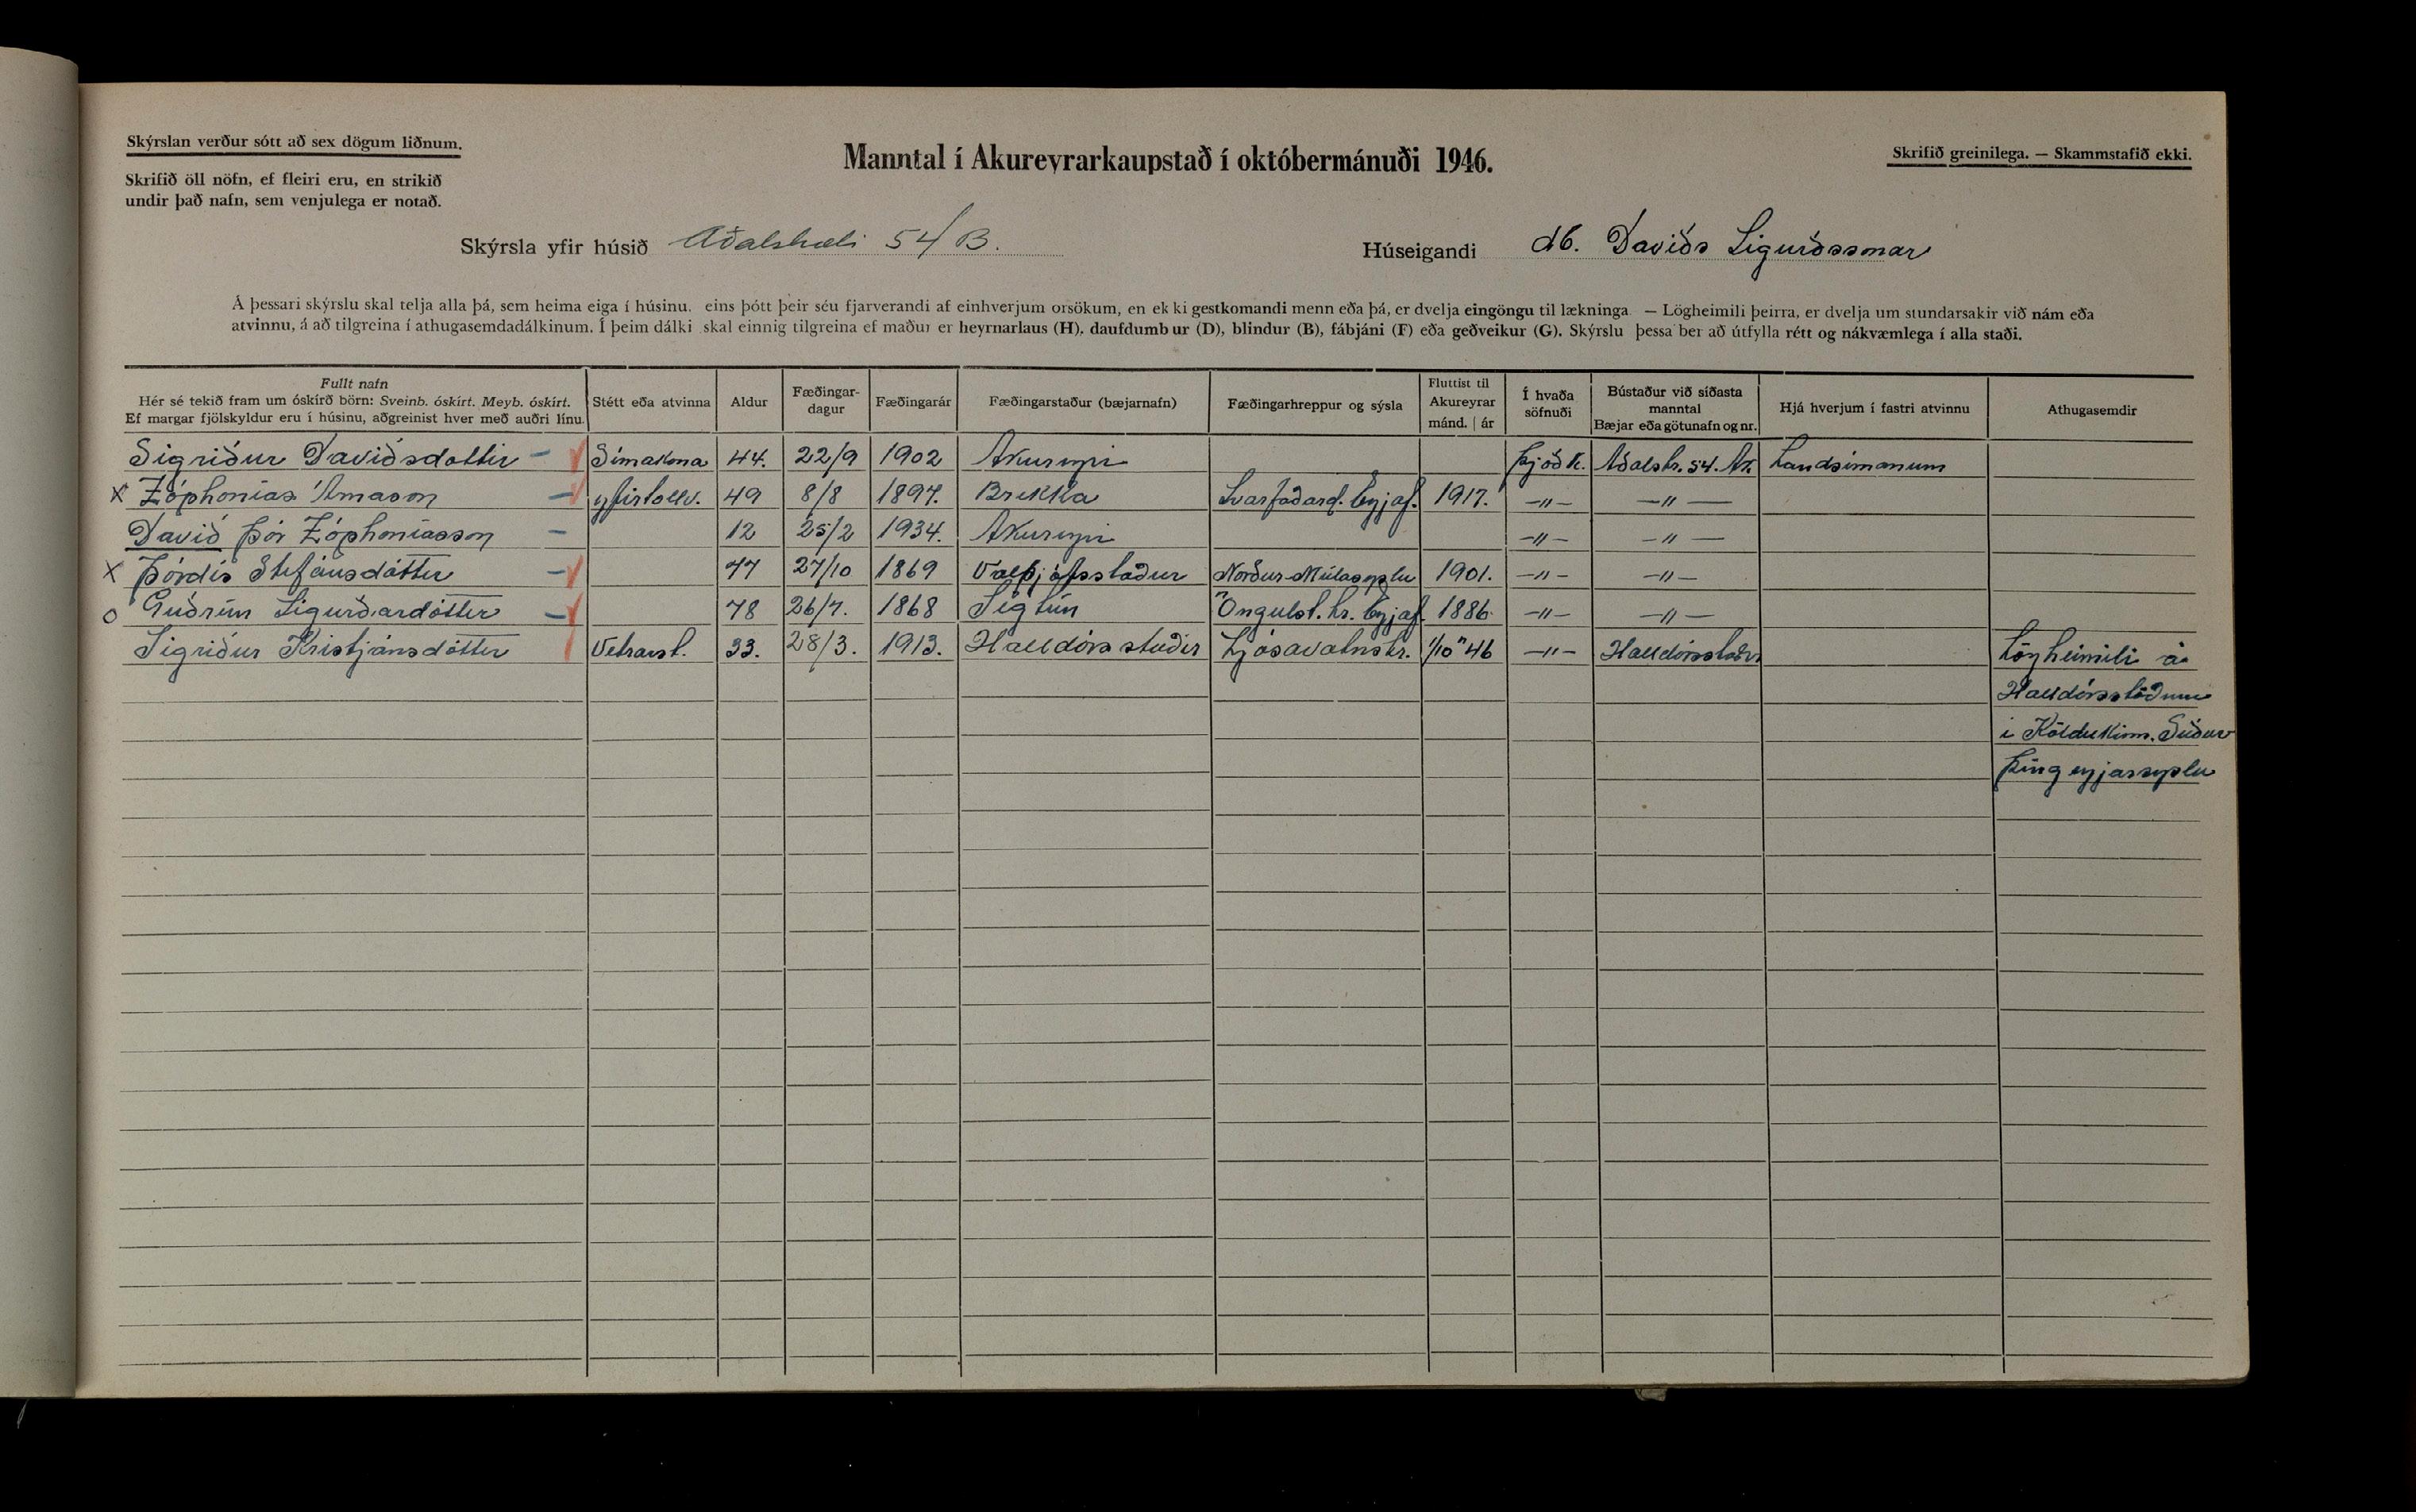 Skýrslan verður sótt að sex dögum liðnum.
Skrifið öll nöfn, ef fleiri eru, en strikið
undir það nafn, sem venjulega er notað.
Manntal í Akureyrarkaupstað í októbermánuði 1946.
Skrifið greinilega. — Skammstafið ekki.
Skýrsla yfir húsið Aðalstræti 54 B.
Húseigandi db. Davíðs Sigurðssonar
Á þessari skýrslu skal telja alla þá, sem heima eiga í húsinu, eins þótt þeir séu fjarverandi af einhverjum orsökum, en ekki gestkomandi menn eða þá, er dvelja eingöngu til lækninga — Lögheimili þeirra, er dvelja um stundarsakir við nám eða
atvinnu, á að tilgreina í athugasemdadálkinum. Í þeim dálki skal einnig tilgreina ef maður er heyrnarlaus (H), daufdumbur (D), blindur (B), fábjáni (F) eða geðveikur (G). Skýrslu þessa ber að útfylla rétt og nákvæmlega í alla staði.
Fullt nafn
Hér sé tekið fram um óskírð börn: Sveinb. óskírt. Meyb. óskírt.
Ef margar fjölskyldur eru í húsinu, aðgreinist hver með auðri línu.
Stétt eða atvinna
Aldur
Fæðingar-
dagur
Fæðingarár
Fæðingarstaður (bæjarnafn)
Fæðingarhreppur og sýsla
Fluttist til
Akureyrar
mánd. | ár
Í hvaða
söfnuði
Bústaður við síðasta
manntal
Bæjar eða götunafn og nr.
Hjá hverjum í fastri atvinnu
Athugasemdir
Sigríður Davíðsdóttir – Símakona 44. 22/9 1902 Akureyri Þjóðk. Aðalstr. 54. Ak. Landsímanum
x Zóphonías Árnason – yfirtollv. 49 8/8 1897. Brekka Svarfaðard. Eyjaf. 1917. –"– –"–
Davíð Þór Zóphoníasson – 12 25/2 1934. Akureyri –"– –"–
x Þórdís Stefánsdóttir – 77 27/10 1869 Valþjófsstaður Norður-Múlasýslu 1901. –"– –"–
o Guðrún Sigurðardóttir – 78 26/7. 1868 Sigtún Öngulst. hr. Eyjaf. 1886 –"– –"–
Sigríður Kristjánsdóttir Vetrarst. 33. 28/3. 1913. Halldórsstaðir Ljósavatnshr. 1/10 "46 –"– Halldórsstaðir Lögheimili á
Halldórsstöðum
í Köldukinn. Suður
Þingeyjarsýslu